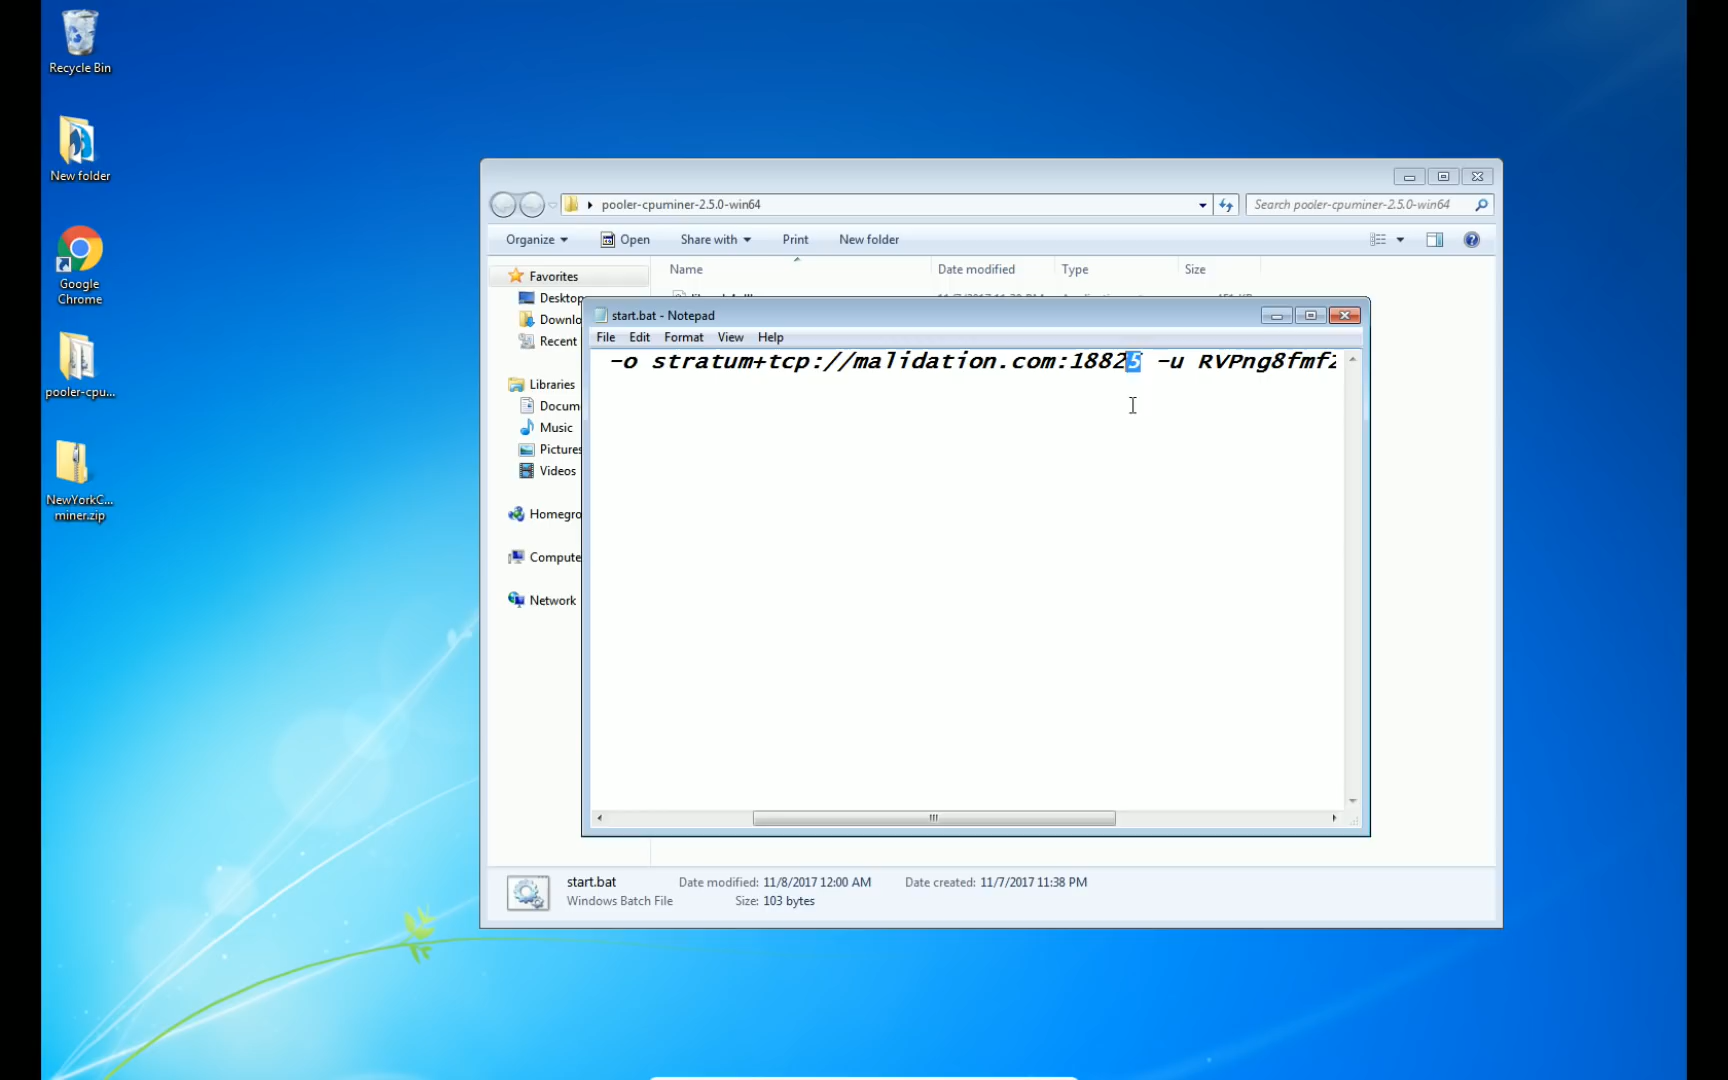 Recycle Bin
New folder
Google
Chrome
pooler-cpu...
NewYorkC...
miner.zip
pooler-cpuminer-2.5.0-win64
Search pooler-cpuminer-2.5.0-win64
Organize
Open
Share with
Print
New folder
Name
Date modified
Type
Size
Favorites
Desktop
Downlo
Recent
Libraries
Docum
Music
Pictures
Videos
Homegro
Compute
Network
start.bat - Notepad
File Edit Format View Help
-o stratum+tcp://malidation.com:18825 -u RVPng8fmf
start.bat
Date modified: 11/8/2017 12:00 AM
Date created: 11/7/2017 11:38 PM
Windows Batch File
Size: 103 bytes